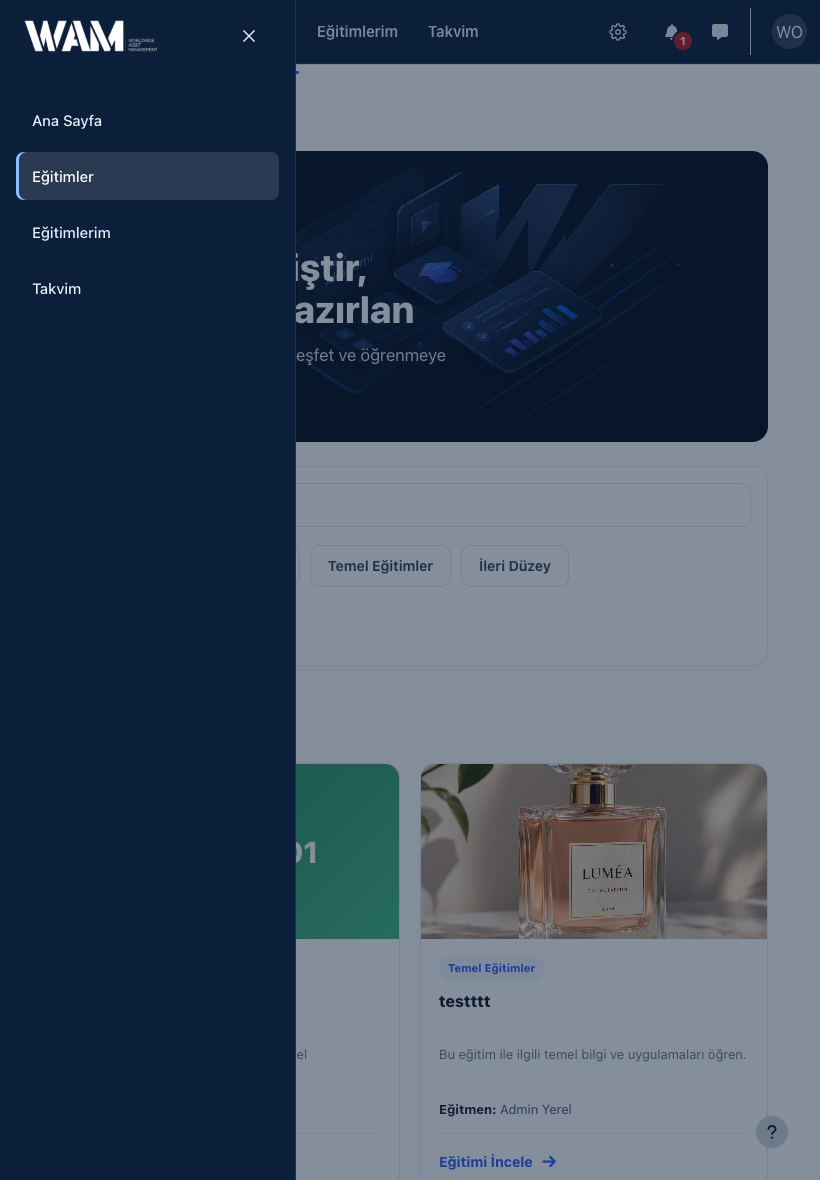 WAM WORLDWIDE
ASSET
MANAGEMENT
Eğitimlerim
Takvim
1
WO
Ana Sayfa
Eğitimler
Eğitimlerim
Takvim
iştir,
azırlan
eşfet ve öğrenmeye
Temel Eğitimler
İleri Düzey
01
LUMÉA
Temel Eğitimler
testttt
el
Bu eğitim ile ilgili temel bilgi ve uygulamaları öğren.
Eğitmen: Admin Yerel
Eğitimi İncele →
?